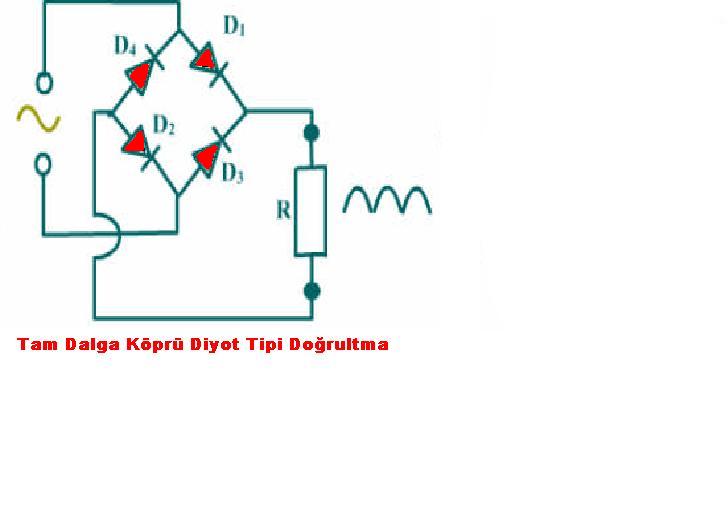 D₁
D₄
D₂
D₃
R
Tam Dalga Köprü Diyot Tipi Doğrultma